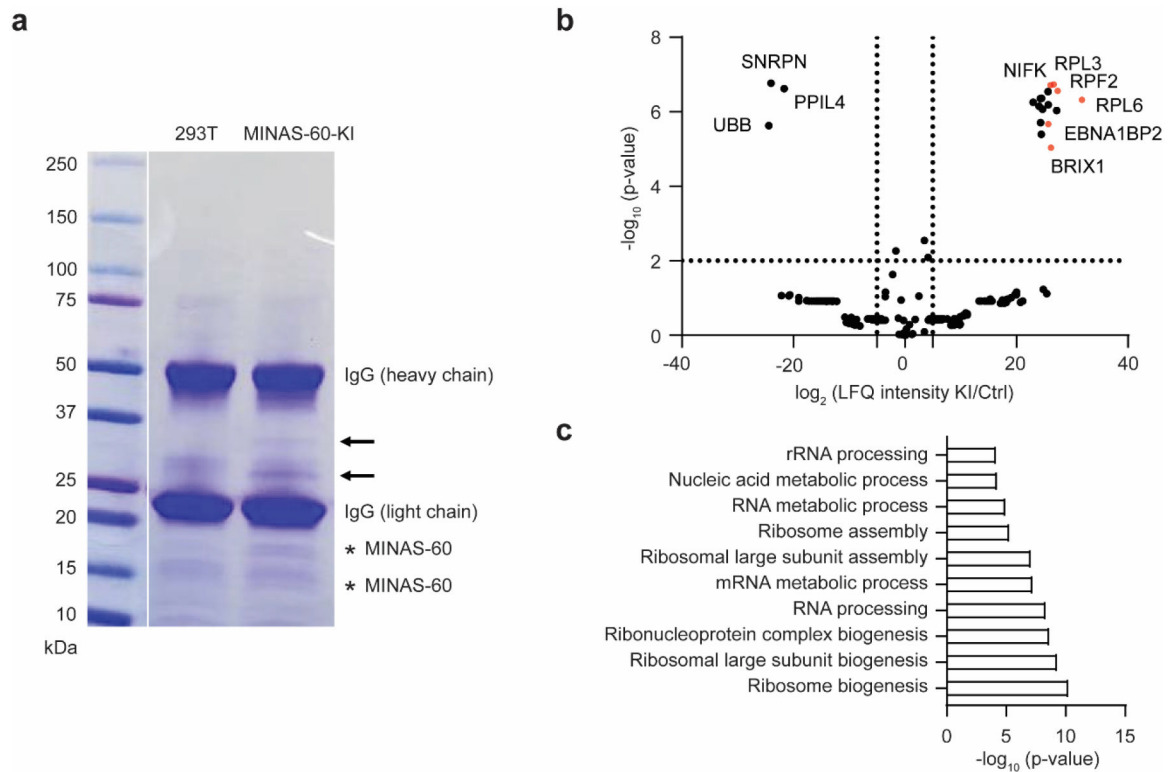 a
293T MINAS-60-KI
250
150
100
75
50
37
25
20
15
10
kDa
IgG (heavy chain)
IgG (light chain)
* MINAS-60
* MINAS-60
b
-log10 (p-value)
8
6
4
2
0
SNRPN
PPIL4
UBB
NIFK
RPL3
RPF2
RPL6
EBNA1BP2
BRIX1
-40 -20 0 20 40
log2 (LFQ intensity KI/Ctrl)
c
rRNA processing
Nucleic acid metabolic process
RNA metabolic process
Ribosome assembly
Ribosomal large subunit assembly
mRNA metabolic process
RNA processing
Ribonucleoprotein complex biogenesis
Ribosomal large subunit biogenesis
Ribosome biogenesis
0 5 10 15
-log10 (p-value)